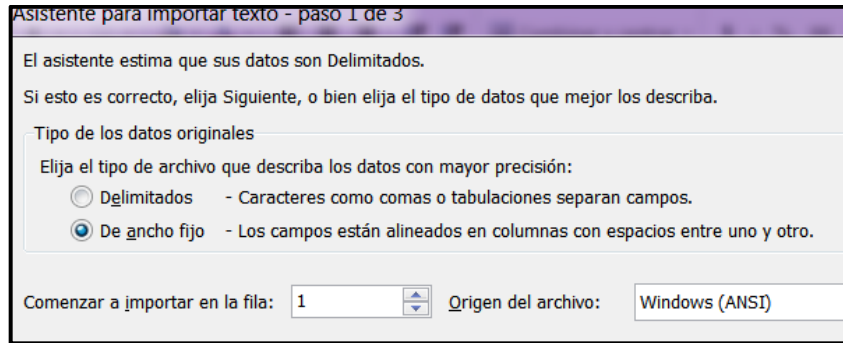 Asistente para importar texto - paso 1 de 3
El asistente estima que sus datos son Delimitados.
Si esto es correcto, elija Siguiente, o bien elija el tipo de datos que mejor los describa.
Tipo de los datos originales
Elija el tipo de archivo que describa los datos con mayor precisión:
Delimitados - Caracteres como comas o tabulaciones separan campos.
De ancho fijo - Los campos están alineados en columnas con espacios entre uno y otro.
Comenzar a importar en la fila: 1 Origen del archivo: Windows (ANSI)